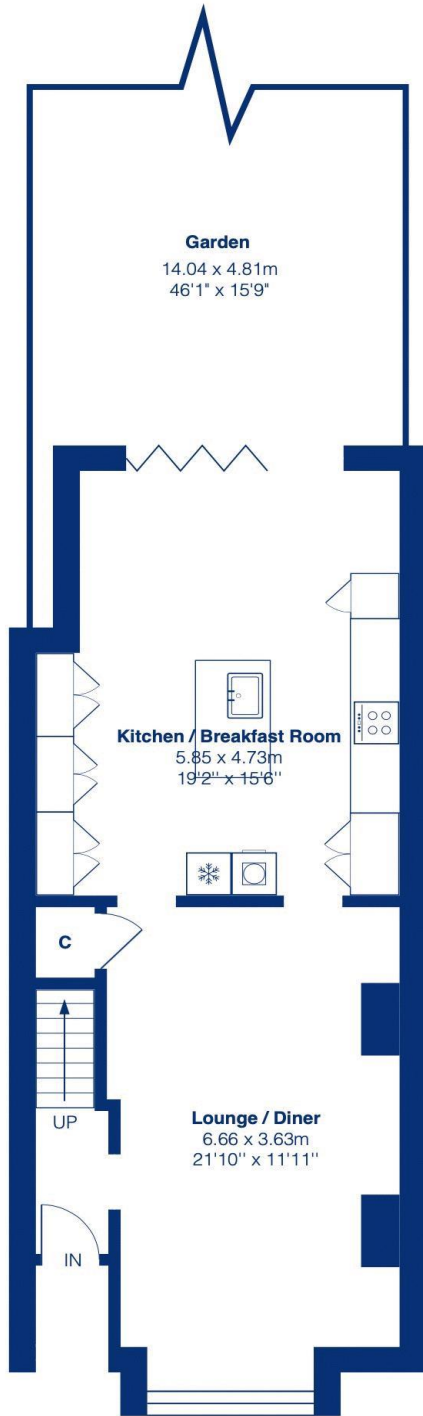 Garden
14.04 x 4.81m
46'1" x 15'9"
Kitchen / Breakfast Room
5.85 x 4.73m
19'2'' x 15'6''
C
UP
Lounge / Diner
6.66 x 3.63m
21'10'' x 11'11''
IN